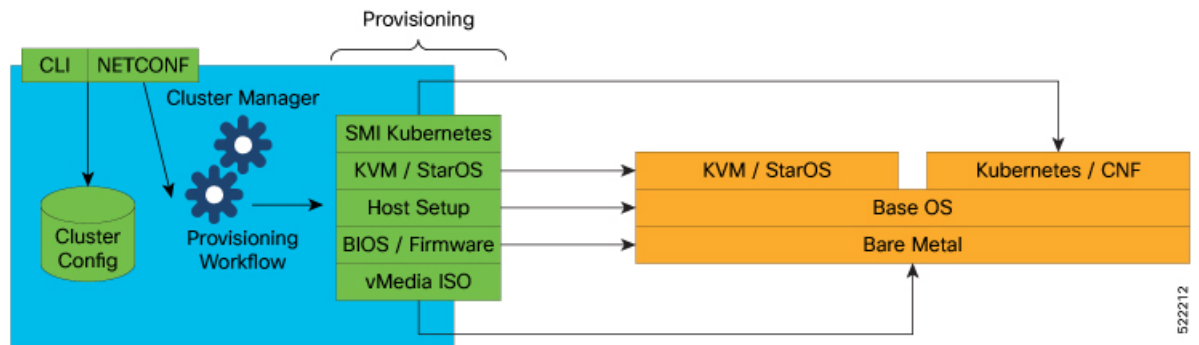 Provisioning
CLI
NETCONF
Cluster Manager
Cluster
Config
Provisioning
Workflow
SMI Kubernetes
KVM / StarOS
Host Setup
BIOS / Firmware
vMedia ISO
KVM / StarOS
Kubernetes / CNF
Base OS
Bare Metal
522212